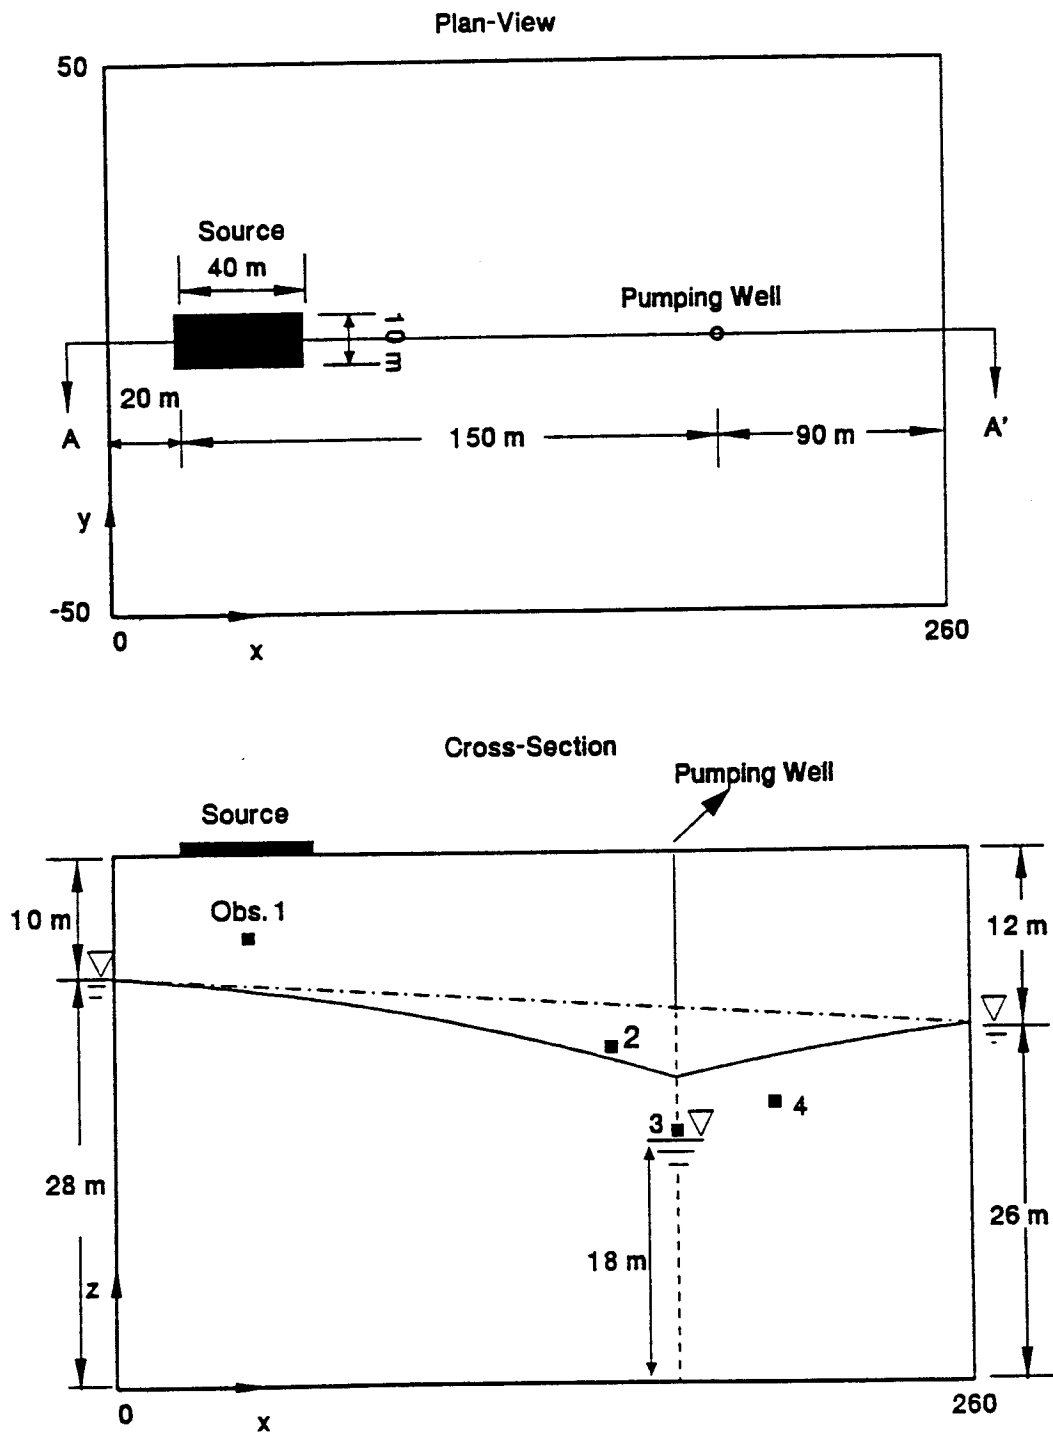 Plan-View
50
Source
40 m
Pumping Well
10 m
20 m
A
150 m
90 m
A'
y
-50
0
x
260
Cross-Section
Pumping Well
Source
10 m
Obs. 1
12 m
2
3
4
28 m
26 m
18 m
z
0
x
260